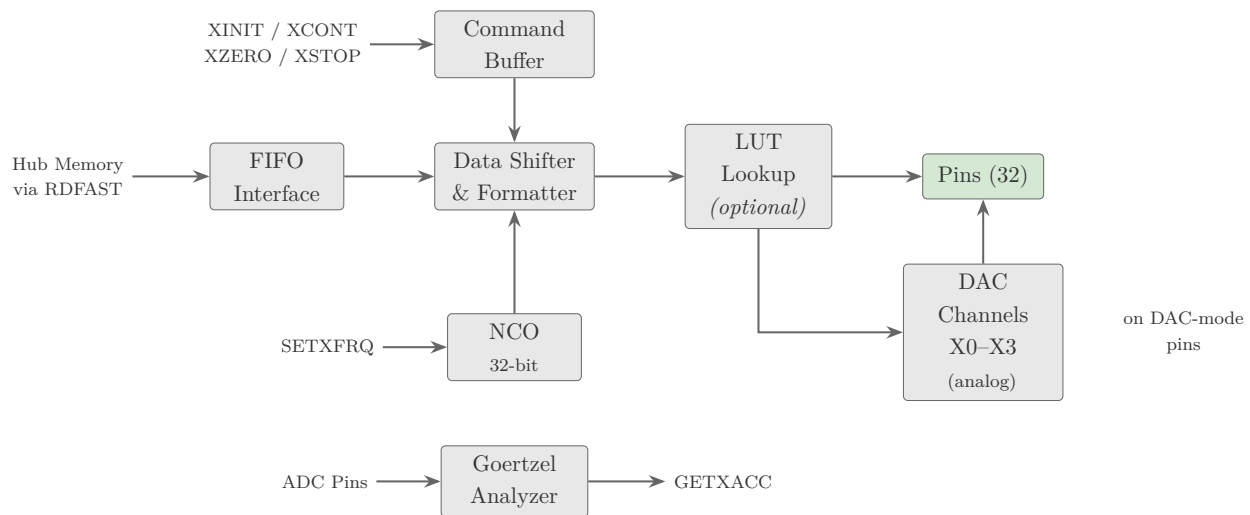 XINIT / XCONT
XZERO / XSTOP
Command
Buffer
Hub Memory
via RDFAST
FIFO
Interface
Data Shifter
& Formatter
LUT
Lookup
(optional)
Pins (32)
SETXFRQ
NCO
32-bit
DAC
Channels
X0–X3
(analog)
on DAC-mode
pins
ADC Pins
Goertzel
Analyzer
GETXACC